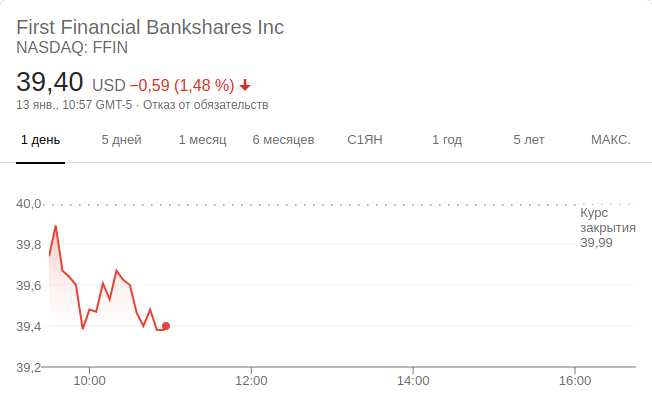 First Financial Bankshares Inc
NASDAQ: FFIN
39,40 USD −0,59 (1,48 %)
13 янв., 10:57 GMT-5 · Отказ от обязательств
1 день 5 дней 1 месяц 6 месяцев С1ЯН 1 год 5 лет МАКС.
40,0
Курс
закрытия
39,99
39,8
39,6
39,4
39,2
10:00 12:00 14:00 16:00